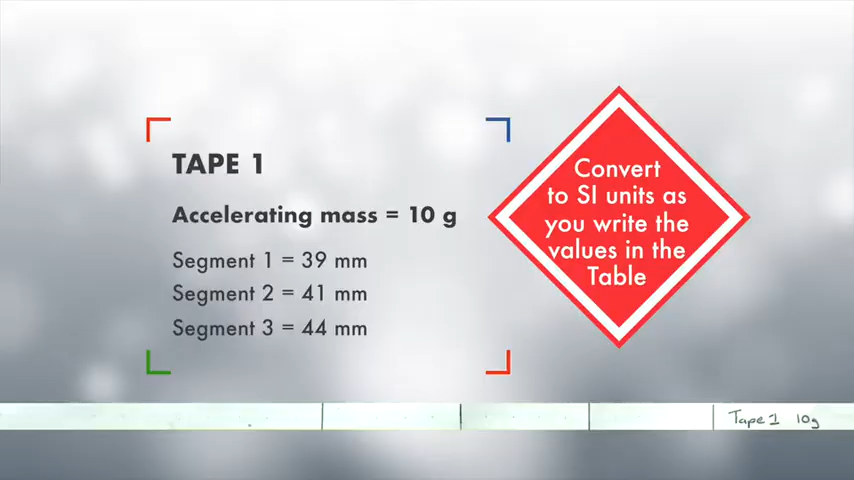 TAPE 1
Accelerating mass = 10 g
Segment 1 = 39 mm
Segment 2 = 41 mm
Segment 3 = 44 mm
Convert
to SI units as
you write the
values in the
Table
Tape 1 10g